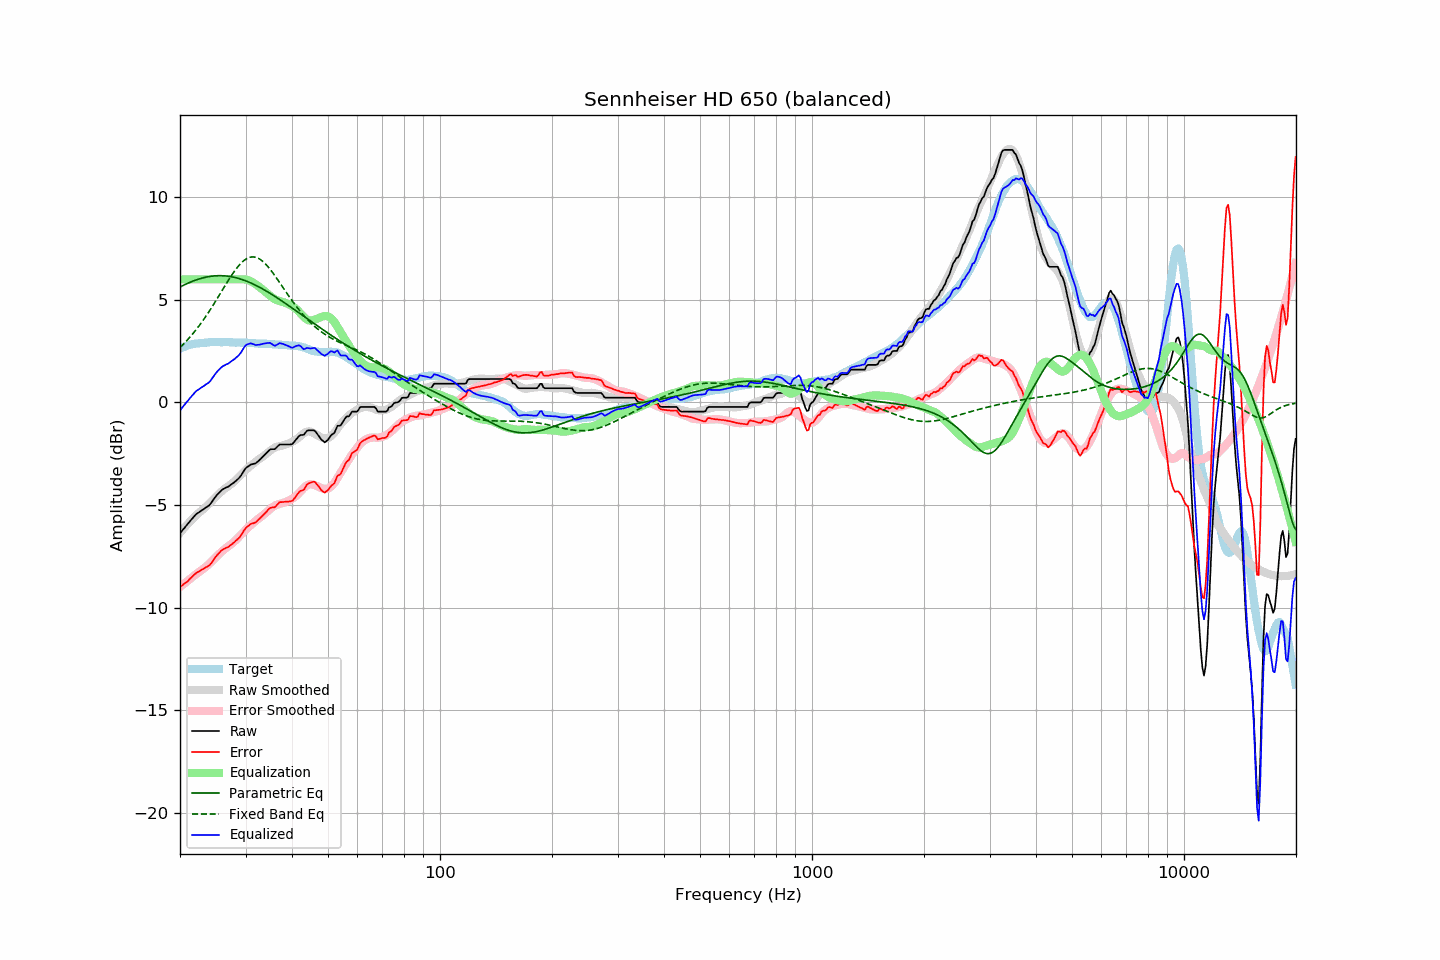 Sennheiser HD 650 (balanced)
Amplitude (dBr)
10
5
0
−5
−10
−15
−20
Target
Raw Smoothed
Error Smoothed
Raw
Error
Equalization
Parametric Eq
Fixed Band Eq
Equalized
100
1000
10000
Frequency (Hz)